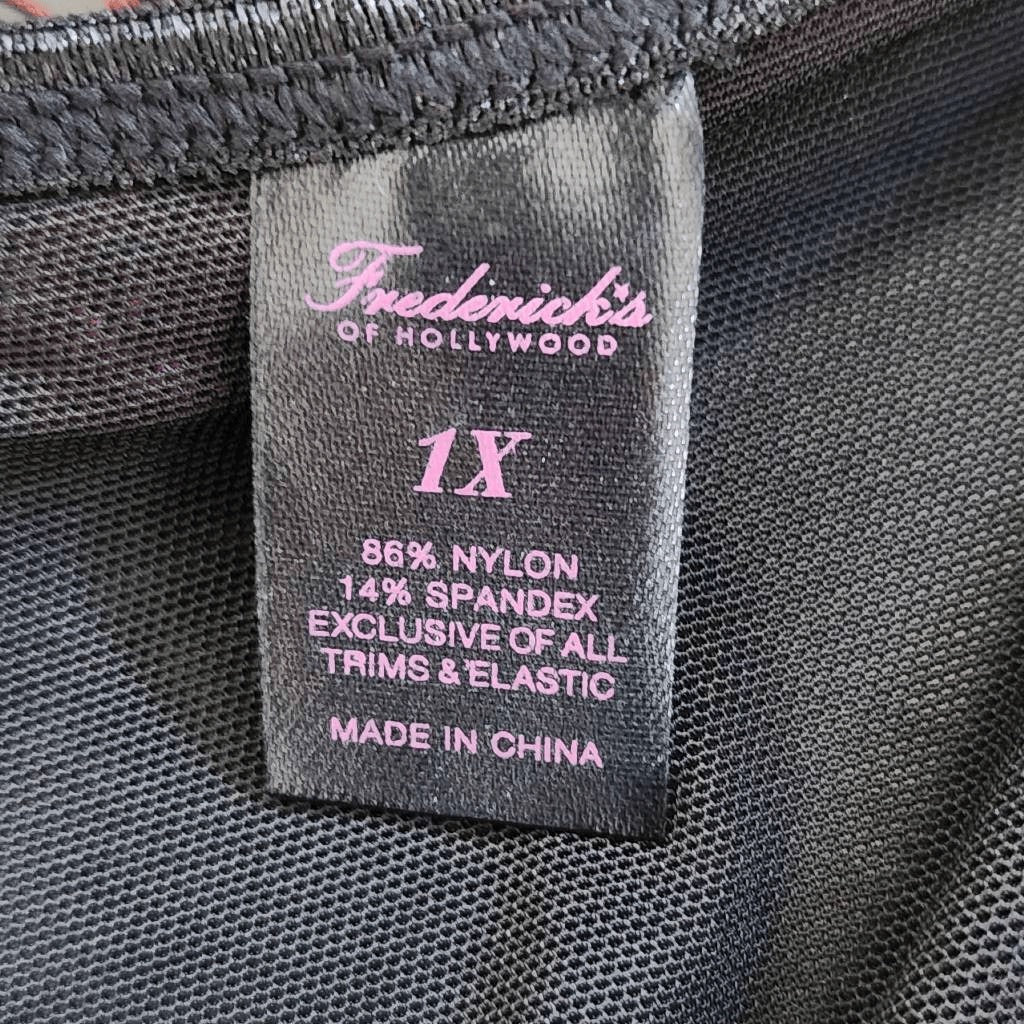 Frederick's
OF HOLLYWOOD
1X
86% NYLON
14% SPANDEX
EXCLUSIVE OF ALL
TRIMS & ELASTIC
MADE IN CHINA